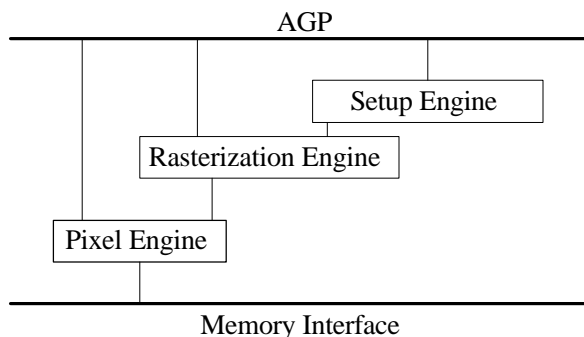 AGP
Setup Engine
Rasterization Engine
Pixel Engine
Memory Interface